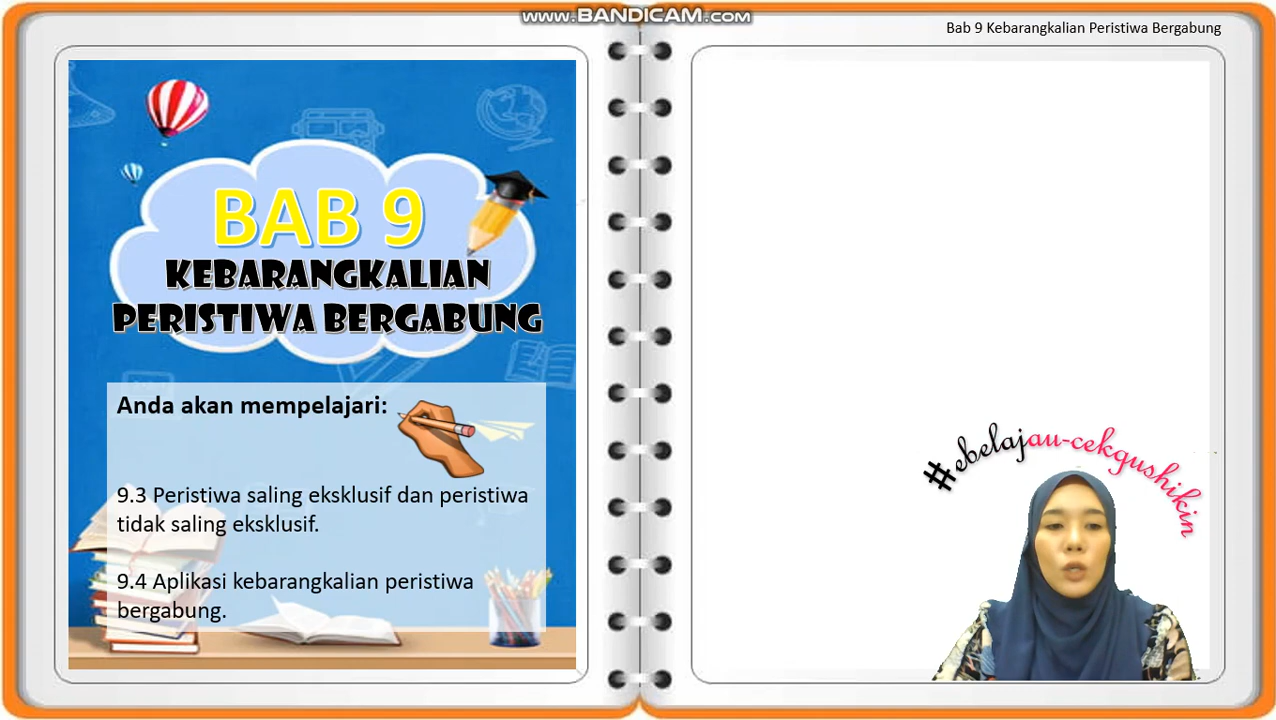 www.BANDICAM.com
Bab 9 Kebarangkalian Peristiwa Bergabung
BAB 9
KEBARANGKALIAN
PERISTIWA BERGABUNG
Anda akan mempelajari:
9.3 Peristiwa saling eksklusif dan peristiwa
tidak saling eksklusif.
9.4 Aplikasi kebarangkalian peristiwa
bergabung.
#ebelajau-cekgushikin